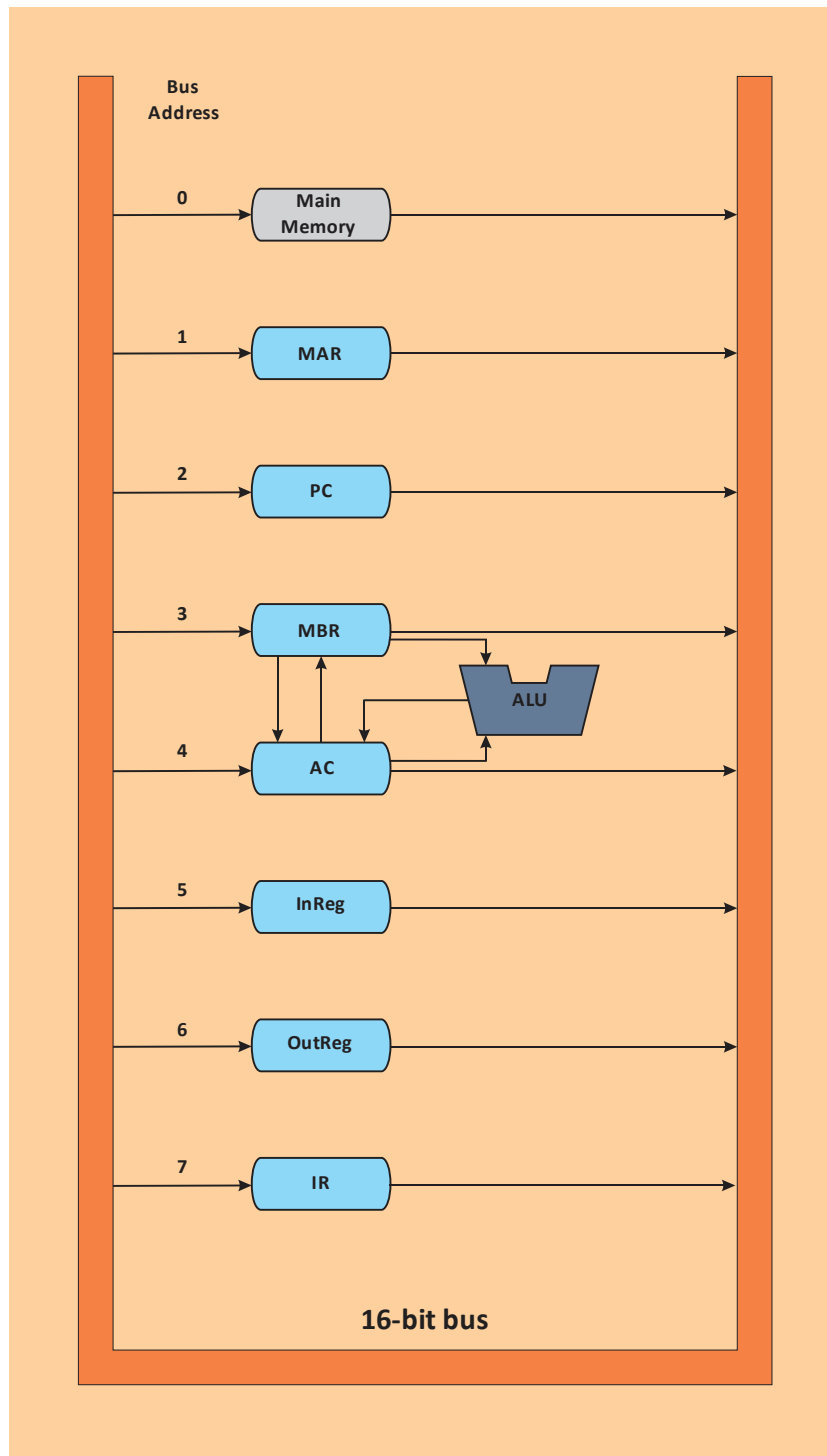 Bus
Address
0
Main
Memory
1
MAR
2
PC
3
MBR
ALU
4
AC
5
InReg
6
OutReg
7
IR
16-bit bus